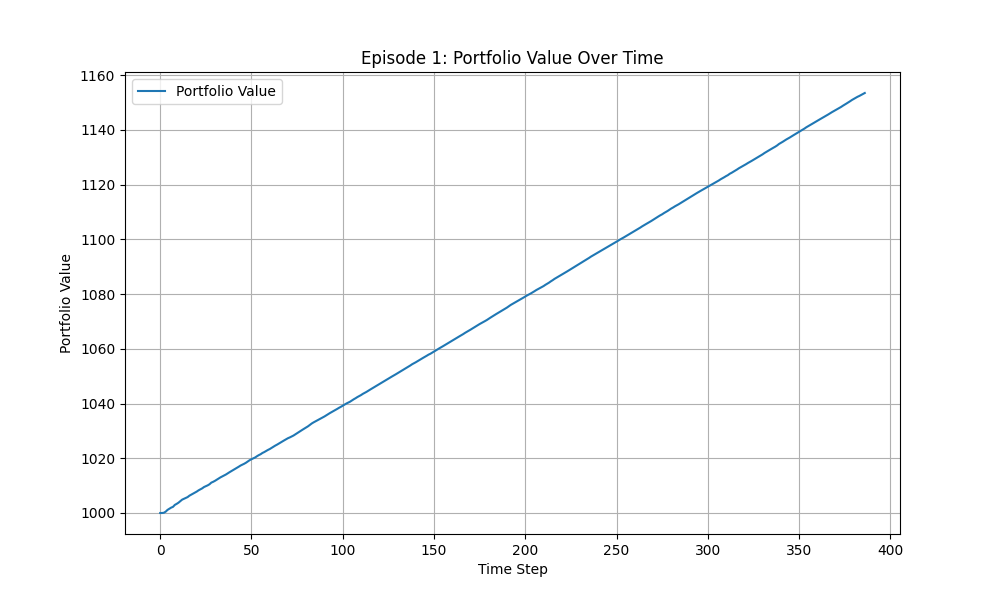 Episode 1: Portfolio Value Over Time
Portfolio Value
1160
1140
1120
1100
1080
1060
1040
1020
1000
Portfolio Value
0 50 100 150 200 250 300 350 400
Time Step